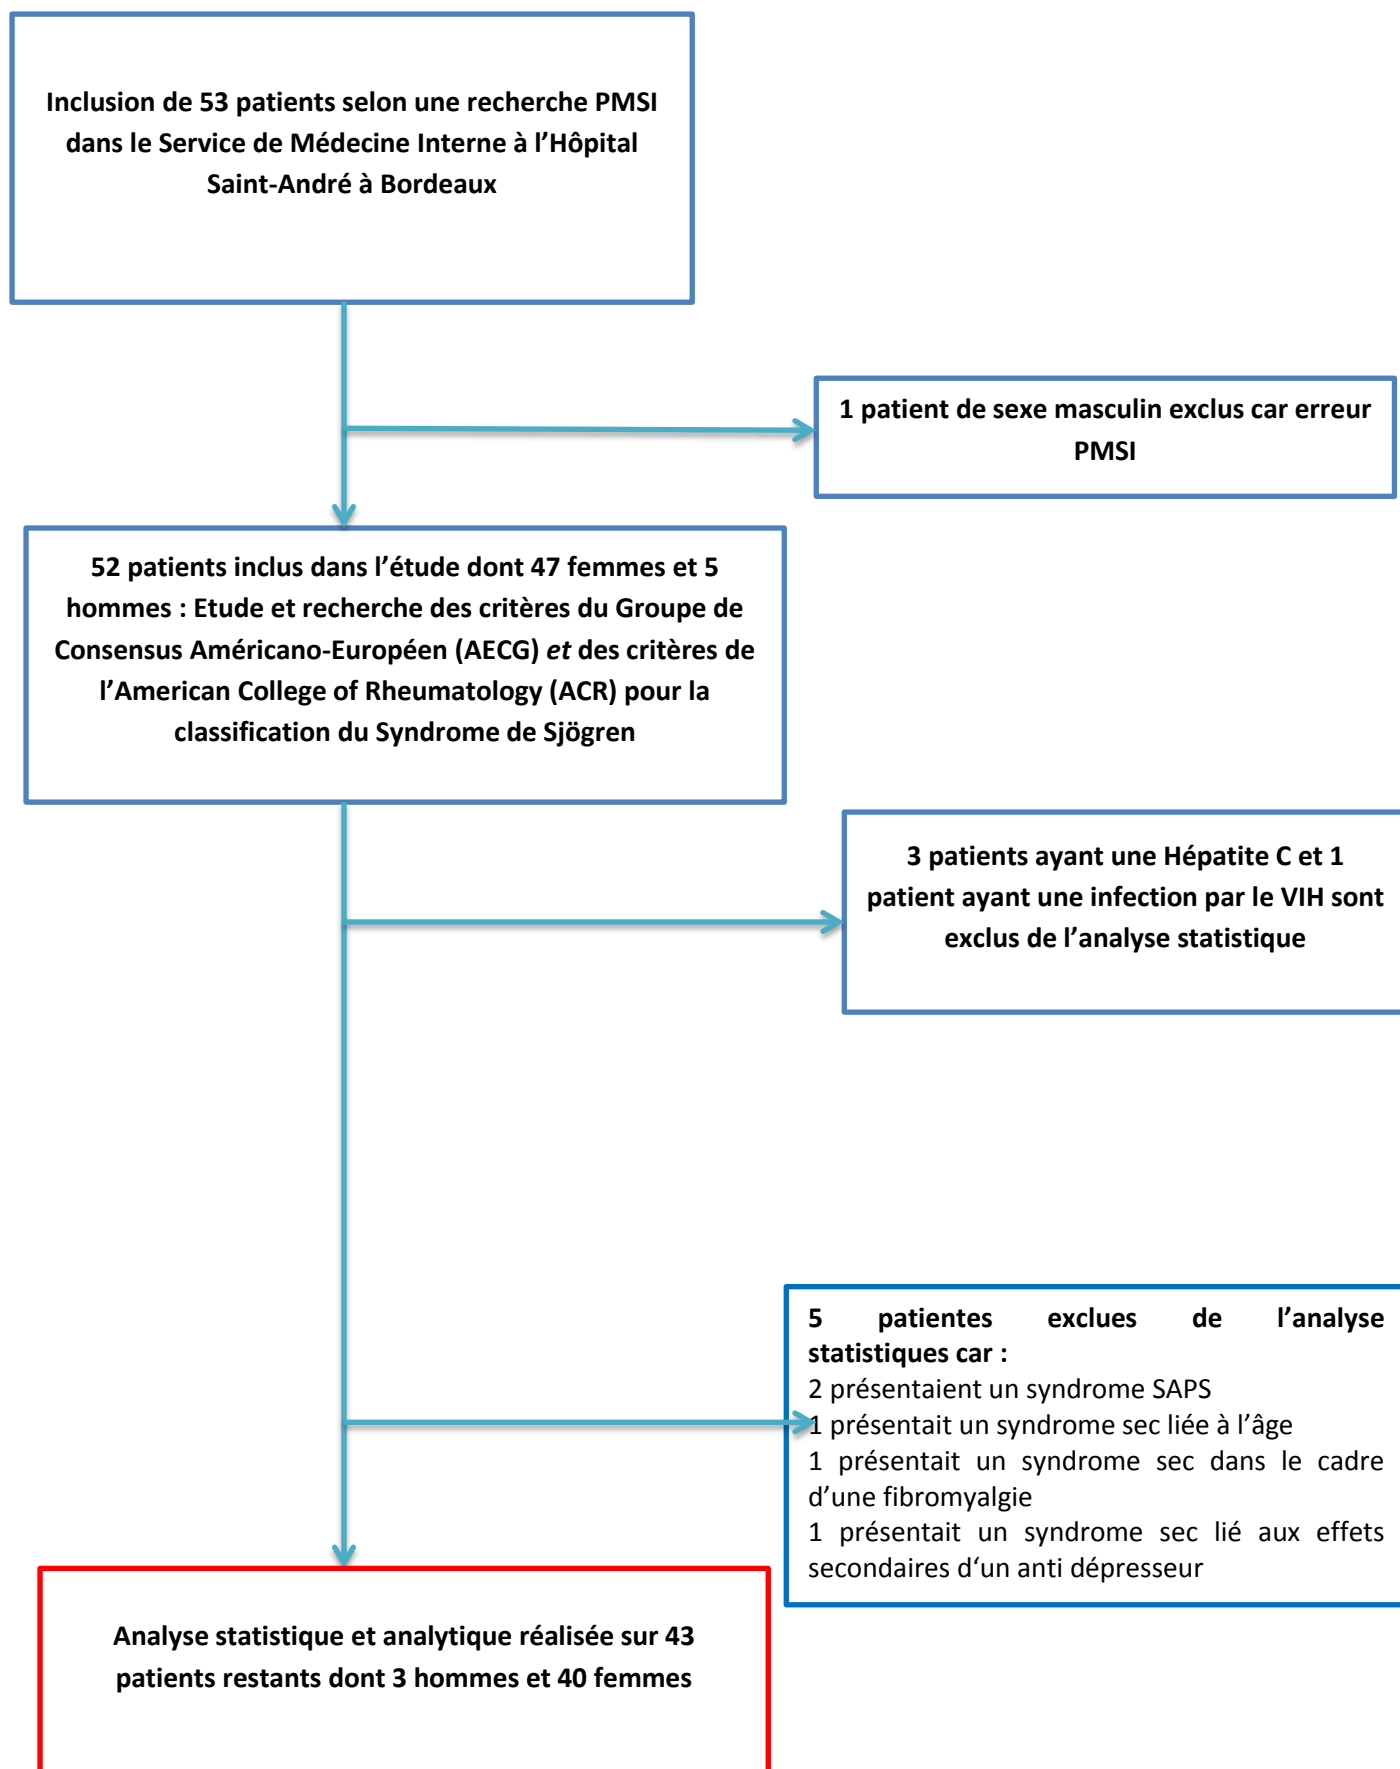 Inclusion de 53 patients selon une recherche PMSI
dans le Service de Médecine Interne à l’Hôpital
Saint-André à Bordeaux
1 patient de sexe masculin exclus car erreur
PMSI
52 patients inclus dans l’étude dont 47 femmes et 5
hommes : Etude et recherche des critères du Groupe de
Consensus Américano-Européen (AECG) et des critères de
l’American College of Rheumatology (ACR) pour la
classification du Syndrome de Sjögren
3 patients ayant une Hépatite C et 1
patient ayant une infection par le VIH sont
exclus de l’analyse statistique
5 patientes exclues de l’analyse
statistiques car :
2 présentaient un syndrome SAPS
1 présentait un syndrome sec liée à l’âge
1 présentait un syndrome sec dans le cadre
d’une fibromyalgie
1 présentait un syndrome sec lié aux effets
secondaires d‘un anti dépresseur
Analyse statistique et analytique réalisée sur 43
patients restants dont 3 hommes et 40 femmes